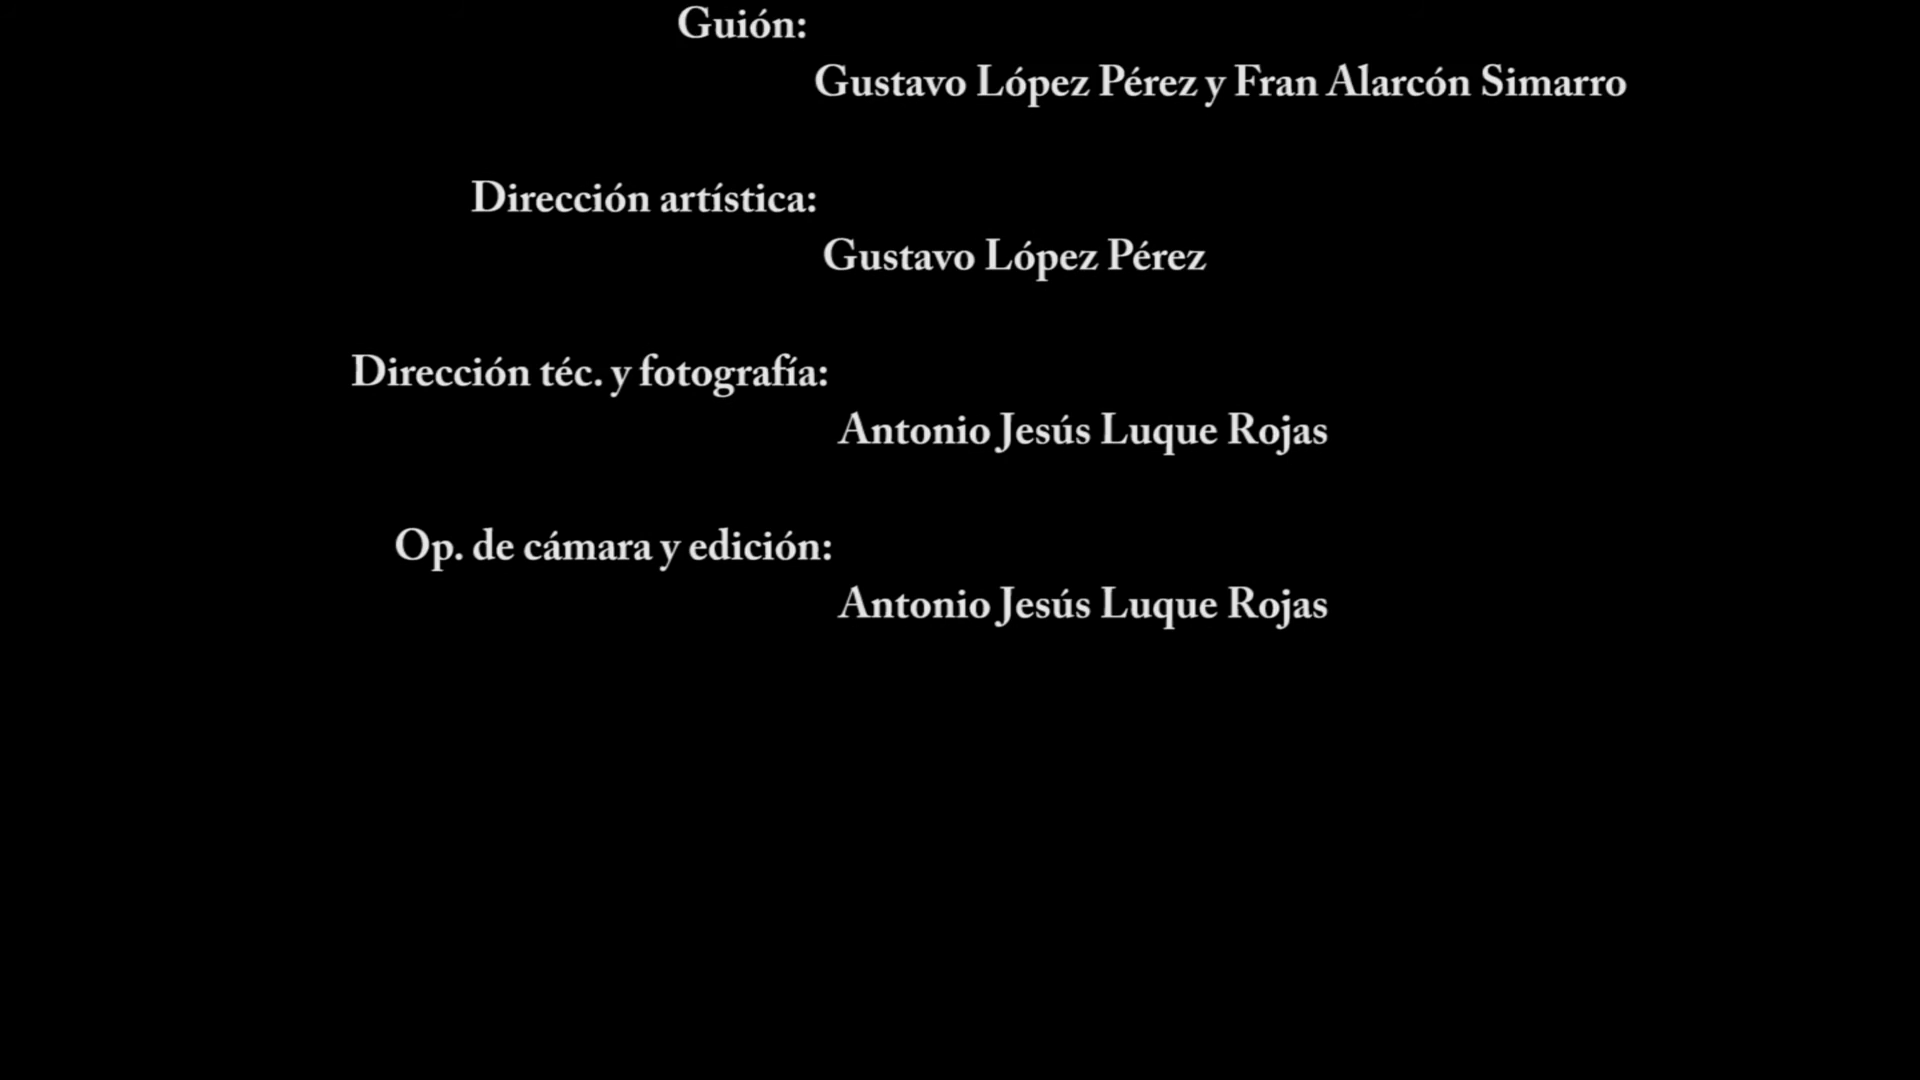 Guión:
Gustavo López Pérez y Fran Alarcón Simarro
Dirección artística:
Gustavo López Pérez
Dirección téc. y fotografía:
Antonio Jesús Luque Rojas
Op. de cámara y edición:
Antonio Jesús Luque Rojas